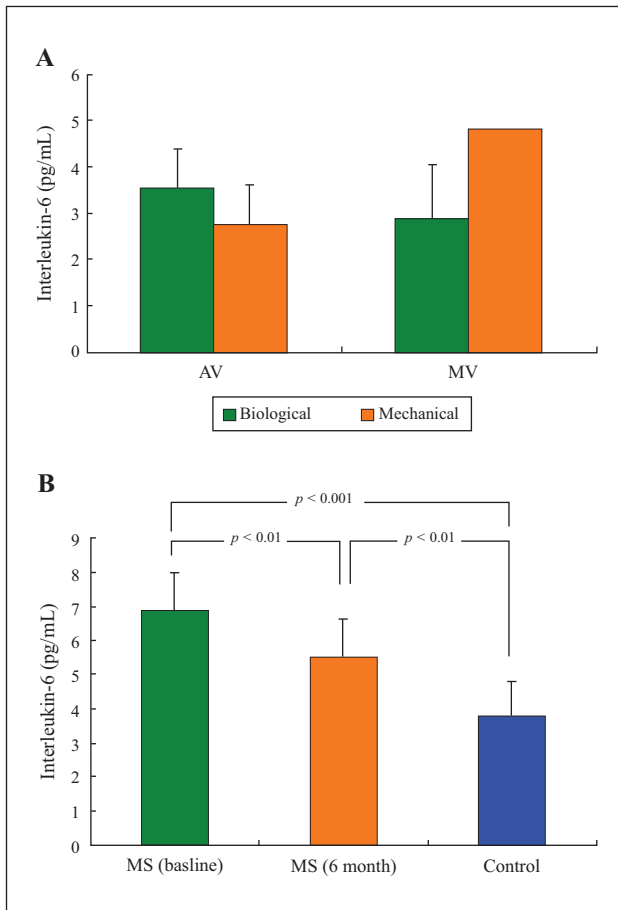 A
Interleukin-6 (pg/mL)
6
5
4
3
2
1
0
AV MV
Biological Mechanical
B
p < 0.001
p < 0.01 p < 0.01
Interleukin-6 (pg/mL)
9
8
7
6
5
4
3
2
1
0
MS (basline) MS (6 month) Control